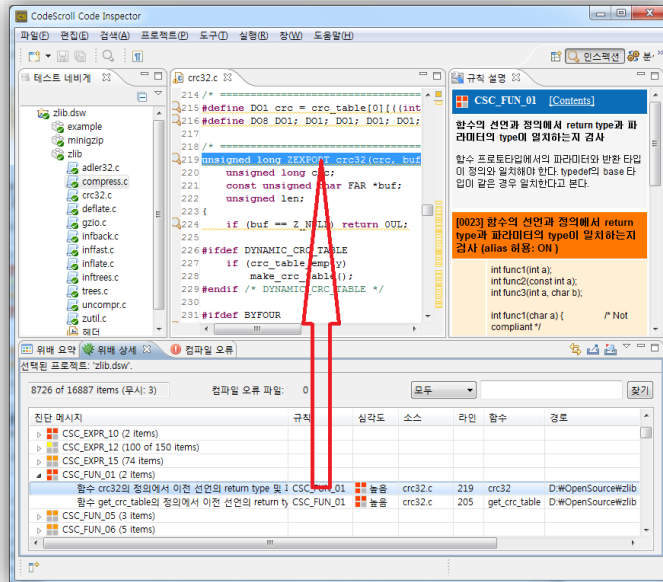 CodeScroll Code Inspector
파일(F) 편집(E) 검색(A) 프로젝트(P) 도구(T) 실행(R) 창(W) 도움말(H)
인스펙션 분
테스트 네비게
zlib.dsw
example
minigzip
zlib
adler32.c
compress.c
crc32.c
deflate.c
gzio.c
infback.c
inffast.c
inflate.c
inftrees.c
trees.c
uncompr.c
zutil.c
헤더
crc32.c
214 /* ========================
215 #define DO1 crc = crc_table[0][((int
216 #define DO8 DO1; DO1; DO1; DO1; DO1;
217
218 /* ========================
219 unsigned long ZEXPORT crc32(crc, buf
220 unsigned long crc;
221 const unsigned char FAR *buf;
222 unsigned len;
223 {
224 if (buf == Z_NULL) return 0UL;
225
226 #ifdef DYNAMIC_CRC_TABLE
227 if (crc_table_empty)
228 make_crc_table();
229 #endif /* DYNAMIC_CRC_TABLE */
230
231 #ifdef BYFOUR
규칙 설명
CSC_FUN_01 [Contents]
함수의 선언과 정의에서 return type과 파
라미터의 type이 일치하는지 검사
함수 프로토타입에서의 파라미터와 반환 타입
이 정의와 일치해야 한다. typedef의 base 타
입이 같은 경우 일치한다고 본다.
[0023] 함수의 선언과 정의에서 return
type과 파라미터의 type이 일치하는지
검사 (alias 허용: ON )
int func1(int a);
int func2(const int a);
int func3(int a, char b);
int func1(char a) { /* Not
compliant */
위배 요약 위배 상세 컴파일 오류
선택된 프로젝트: 'zlib.dsw'.
8726 of 16887 items (무시: 3) 컴파일 오류 파일: 0 모두 찾기
진단 메시지 규칙 심각도 소스 라인 함수 경로
CSC_EXPR_10 (2 items)
CSC_EXPR_12 (100 of 150 items)
CSC_EXPR_15 (74 items)
CSC_FUN_01 (2 items)
함수 crc32의 정의에서 이전 선언의 return type 및 CSC_FUN_01 높음 crc32.c 219 crc32 D:₩OpenSource₩zlib
함수 get_crc_table의 정의에서 이전 선언의 return ty CSC_FUN_01 높음 crc32.c 205 get_crc_table D:₩OpenSource₩zlib
CSC_FUN_05 (3 items)
CSC_FUN_06 (5 items)